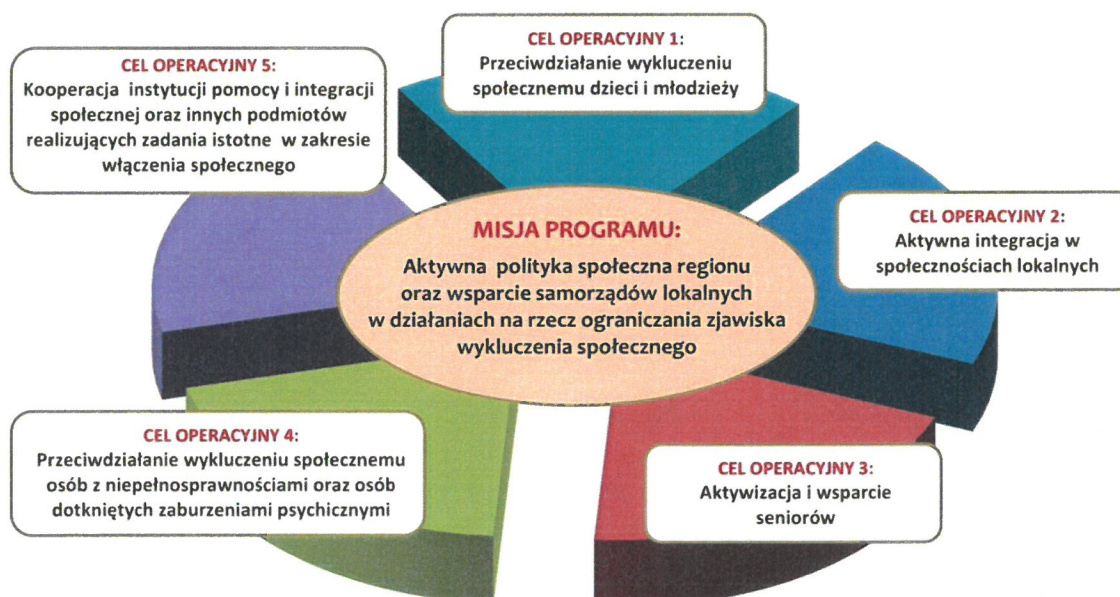 CEL OPERACYJNY 1:
Przeciwdziałanie wykluczeniu
społecznemu dzieci i młodzieży
CEL OPERACYJNY 5:
Kooperacja instytucji pomocy i integracji
społecznej oraz innych podmiotów
realizujących zadania istotne w zakresie
włączenia społecznego
MISJA PROGRAMU:
Aktywna polityka społeczna regionu
oraz wsparcie samorządów lokalnych
w działaniach na rzecz ograniczania zjawiska
wykluczenia społecznego
CEL OPERACYJNY 2:
Aktywna integracja w
społecznościach lokalnych
CEL OPERACYJNY 4:
Przeciwdziałanie wykluczeniu społecznemu
osób z niepełnosprawnościami oraz osób
dotkniętych zaburzeniami psychicznymi
CEL OPERACYJNY 3:
Aktywizacja i wsparcie
seniorów